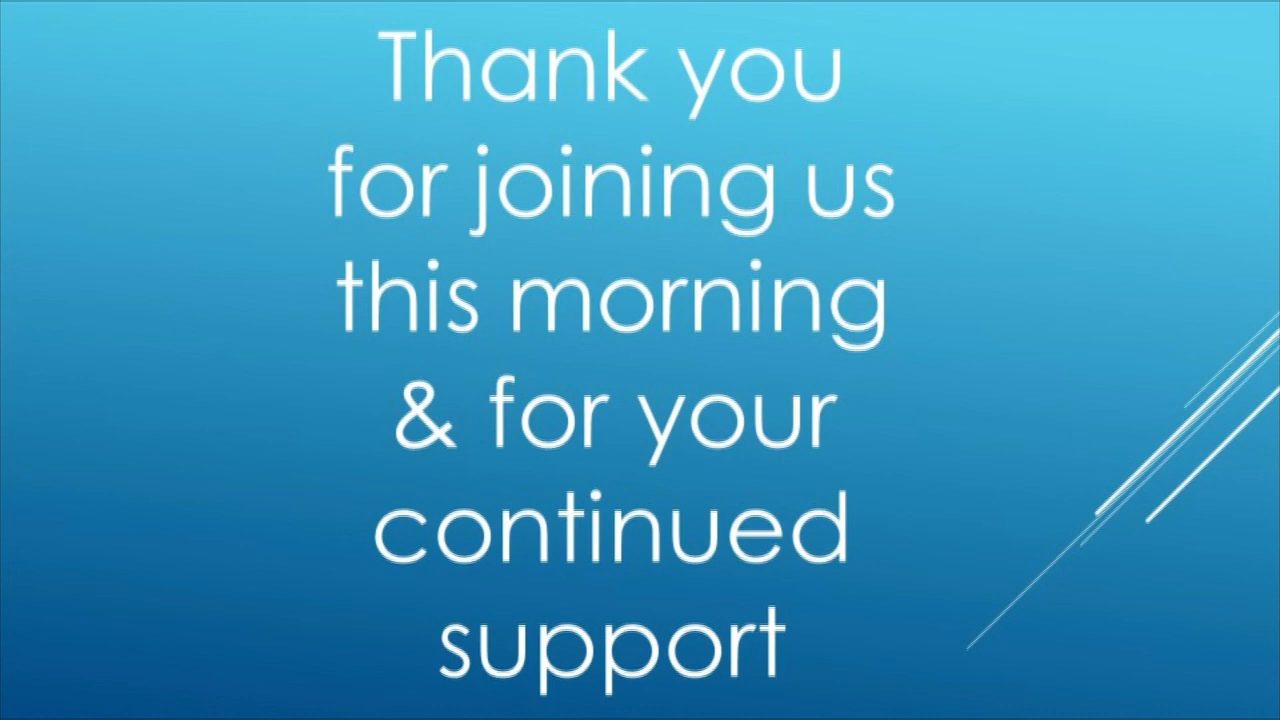 Thank you
for joining us
this morning
& for your
continued
support